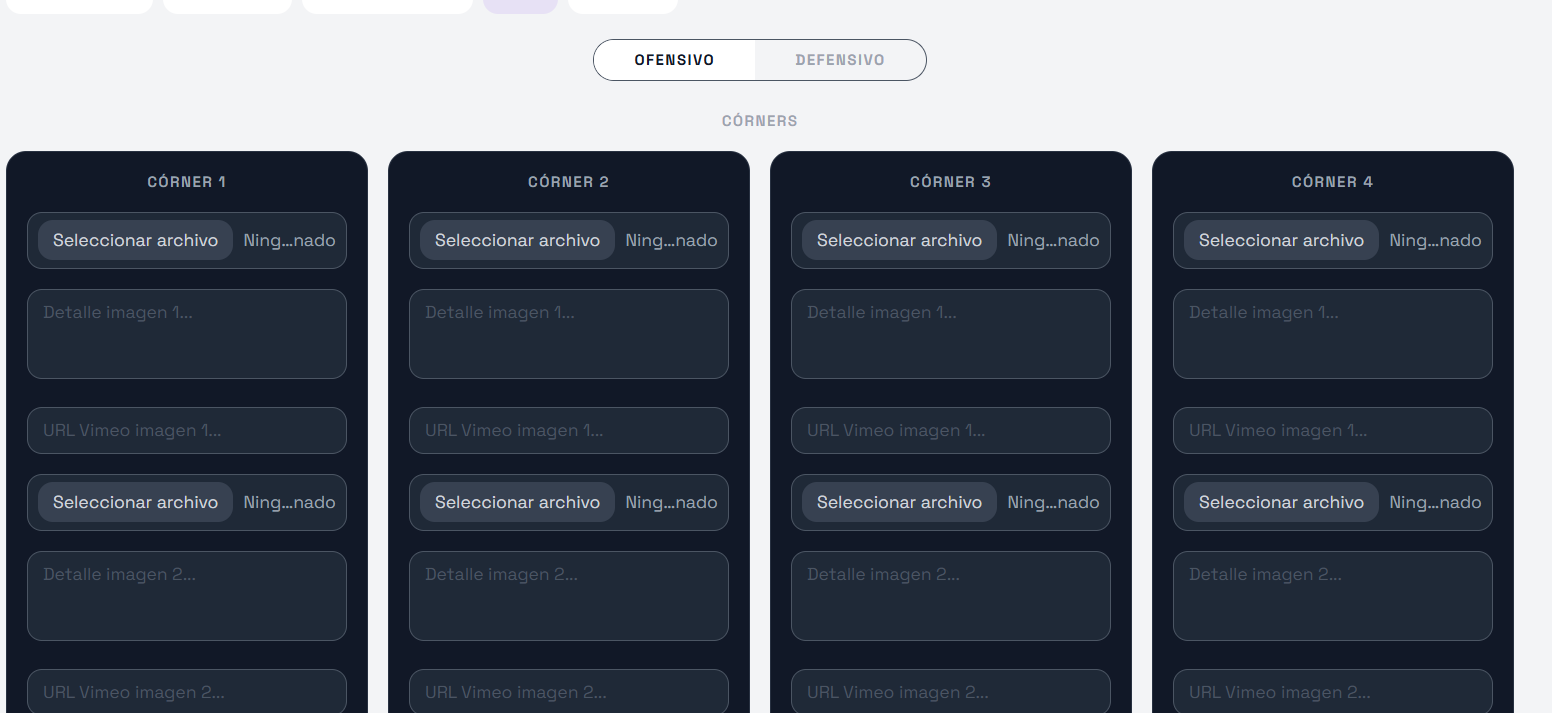 OFENSIVO DEFENSIVO
CÓRNERS
CÓRNER 1
Seleccionar archivo Ning...nado
Detalle imagen 1...
URL Vimeo imagen 1...
Seleccionar archivo Ning...nado
Detalle imagen 2...
URL Vimeo imagen 2...
CÓRNER 2
Seleccionar archivo Ning...nado
Detalle imagen 1...
URL Vimeo imagen 1...
Seleccionar archivo Ning...nado
Detalle imagen 2...
URL Vimeo imagen 2...
CÓRNER 3
Seleccionar archivo Ning...nado
Detalle imagen 1...
URL Vimeo imagen 1...
Seleccionar archivo Ning...nado
Detalle imagen 2...
URL Vimeo imagen 2...
CÓRNER 4
Seleccionar archivo Ning...nado
Detalle imagen 1...
URL Vimeo imagen 1...
Seleccionar archivo Ning...nado
Detalle imagen 2...
URL Vimeo imagen 2...